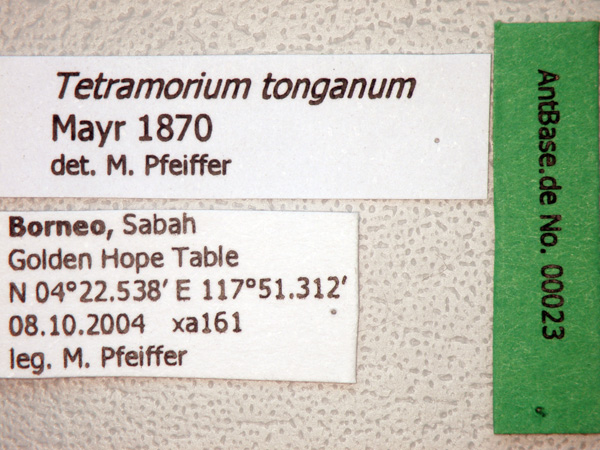 Tetramorium tonganum
Mayr 1870
det. M. Pfeiffer
Borneo, Sabah
Golden Hope Table
N 04°22.538' E 117°51.312'
08.10.2004 xa161
leg. M. Pfeiffer
AntBase.de No. 00023